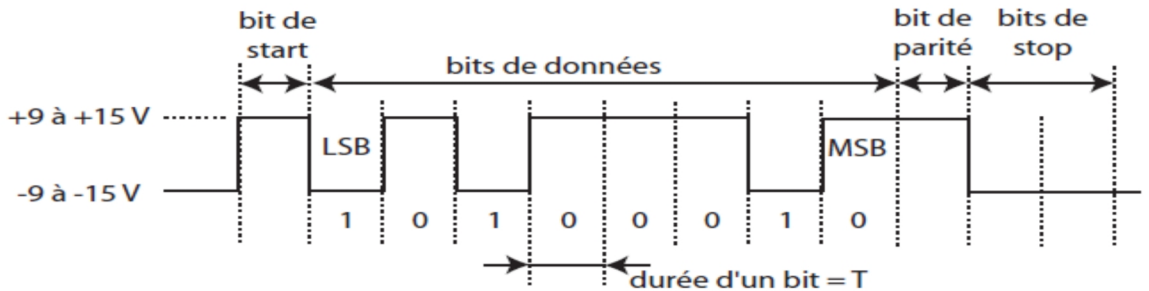 bit de
start
bits de données
bit de
parité
bits de
stop
+9 à +15 V
-9 à -15 V
LSB
MSB
1 0 1 0 0 0 1 0
durée d'un bit = T